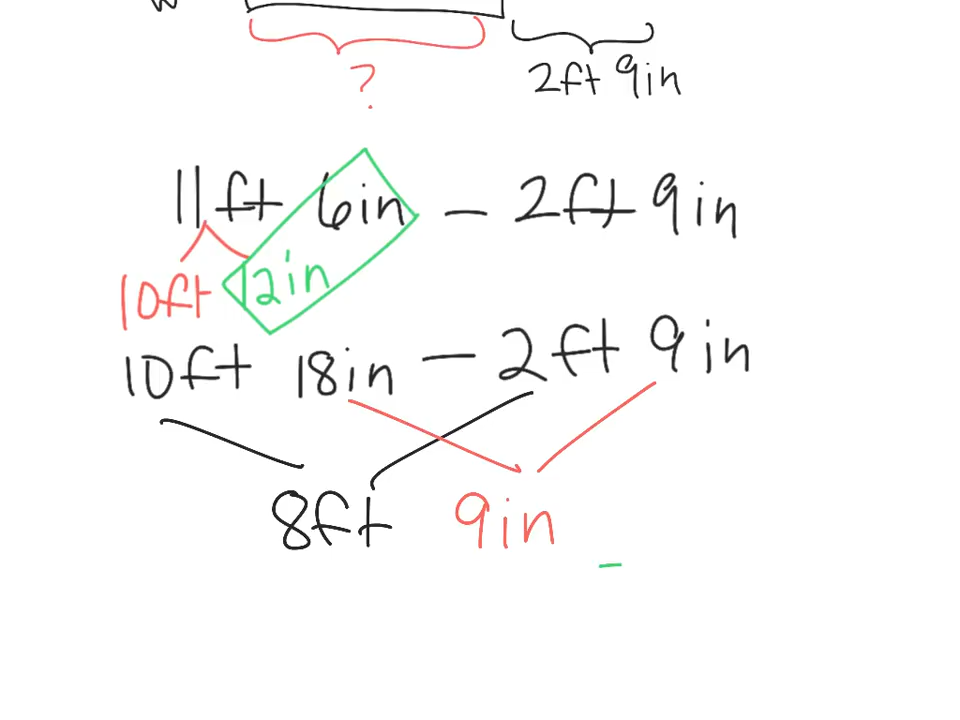 ?
2ft 9in
11ft 6in - 2ft 9in
10ft 12in
10ft 18in - 2ft 9in
8ft 9in